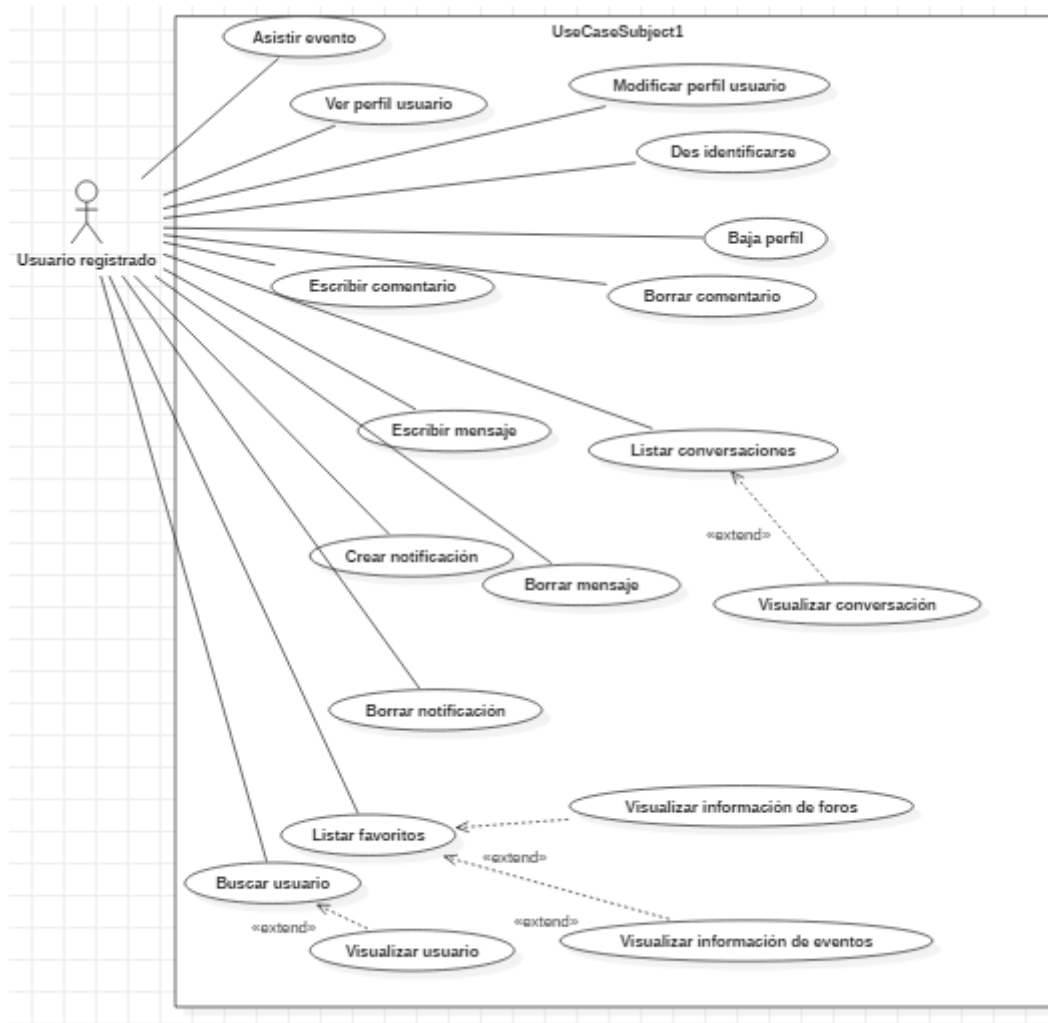 UseCaseSubject1
Asistir evento
Modificar perfil usuario
Ver perfil usuario
Des identificarse
Baja perfil
Usuario registrado
Escribir comentario
Borrar comentario
Escribir mensaje
Listar conversaciones
«extend»
Crear notificación
Borrar mensaje
Visualizar conversación
Borrar notificación
Visualizar información de foros
Listar favoritos
«extend»
Buscar usuario
«extend»
«extend»
Visualizar información de eventos
Visualizar usuario